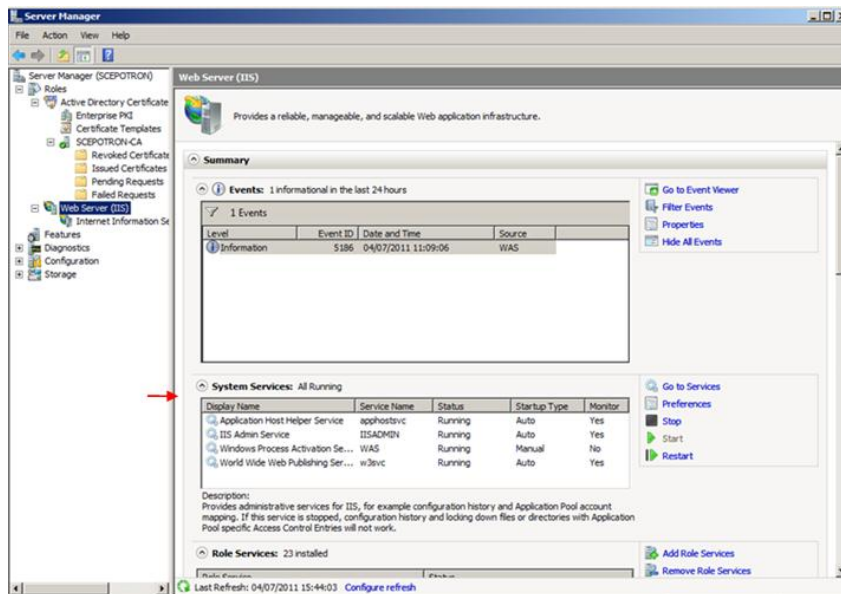 Server Manager
File Action View Help
Server Manager (SCEPOTRON)
Roles
Active Directory Certificate
Enterprise PKI
Certificate Templates
SCEPOTRON-CA
Revoked Certificate
Issued Certificates
Pending Requests
Failed Requests
Web Server (IIS)
Internet Information Se
Features
Diagnostics
Configuration
Storage
Web Server (IIS)
Provides a reliable, manageable, and scalable Web application infrastructure.
Summary
Events: 1 informational in the last 24 hours
1 Events
Level Event ID Date and Time Source
Information 5186 04/07/2011 11:09:06 WAS
Go to Event Viewer
Filter Events
Properties
Hide All Events
System Services: All Running
Display Name Service Name Status Startup Type Monitor
Application Host Helper Service apphostsvc Running Auto Yes
IIS Admin Service IISADMIN Running Auto Yes
Windows Process Activation Se... WAS Running Manual No
World Wide Web Publishing Ser... w3svc Running Auto Yes
Description:
Provides administrative services for IIS, for example configuration history and Application Pool account
mapping. If this service is stopped, configuration history and locking down files or directories with Application
Pool specific Access Control Entries will not work.
Go to Services
Preferences
Stop
Start
Restart
Role Services: 23 installed
Role Service Status
Add Role Services
Remove Role Services
Last Refresh: 04/07/2011 15:44:03 Configure refresh